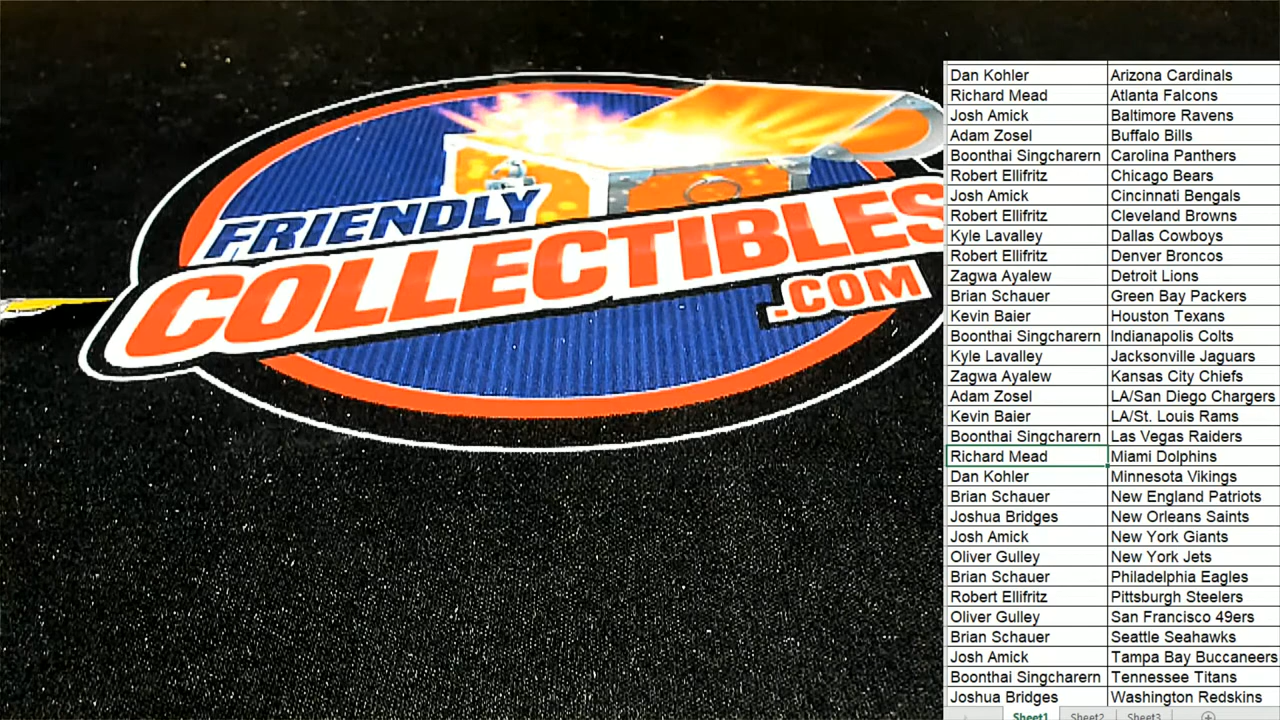 FRIENDLY
COLLECTIBLES
.COM
Dan Kohler Arizona Cardinals
Richard Mead Atlanta Falcons
Josh Amick Baltimore Ravens
Adam Zosel Buffalo Bills
Boonthai Singcharern Carolina Panthers
Robert Ellifritz Chicago Bears
Josh Amick Cincinnati Bengals
Robert Ellifritz Cleveland Browns
Kyle Lavalley Dallas Cowboys
Robert Ellifritz Denver Broncos
Zagwa Ayalew Detroit Lions
Brian Schauer Green Bay Packers
Kevin Baier Houston Texans
Boonthai Singcharern Indianapolis Colts
Kyle Lavalley Jacksonville Jaguars
Zagwa Ayalew Kansas City Chiefs
Adam Zosel LA/San Diego Chargers
Kevin Baier LA/St. Louis Rams
Boonthai Singcharern Las Vegas Raiders
Richard Mead Miami Dolphins
Dan Kohler Minnesota Vikings
Brian Schauer New England Patriots
Joshua Bridges New Orleans Saints
Josh Amick New York Giants
Oliver Gulley New York Jets
Brian Schauer Philadelphia Eagles
Robert Ellifritz Pittsburgh Steelers
Oliver Gulley San Francisco 49ers
Brian Schauer Seattle Seahawks
Josh Amick Tampa Bay Buccaneers
Boonthai Singcharern Tennessee Titans
Joshua Bridges Washington Redskins
Sheet1 Sheet2 Sheet3